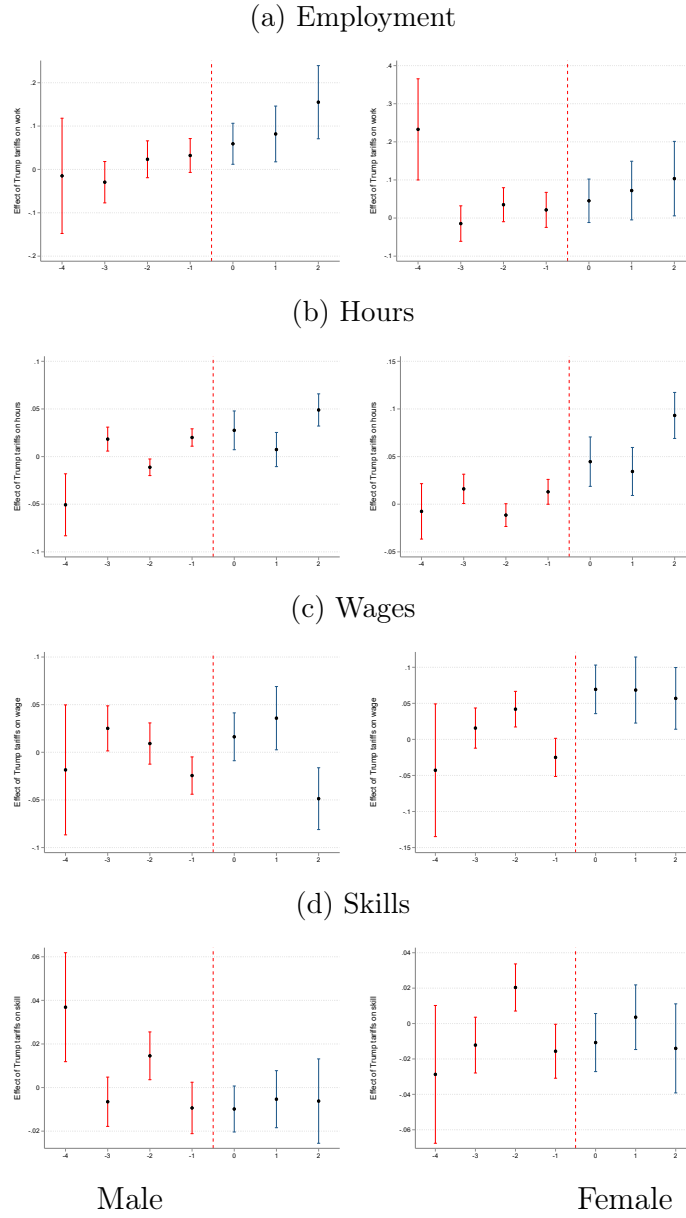 (a) Employment
Effect of Trump tariffs on work
.2
.1
0
-.1
-.2
-4 -3 -2 -1 0 1 2
Effect of Trump tariffs on work
.4
.3
.2
.1
0
-.1
-4 -3 -2 -1 0 1 2
(b) Hours
Effect of Trump tariffs on hours
.1
.05
0
-.05
-.1
-4 -3 -2 -1 0 1 2
Effect of Trump tariffs on hours
.15
.1
.05
0
-.05
-4 -3 -2 -1 0 1 2
(c) Wages
Effect of Trump tariffs on wage
.1
.05
0
-.05
-.1
-4 -3 -2 -1 0 1 2
Effect of Trump tariffs on wage
.1
.05
0
-.05
-.1
-.15
-4 -3 -2 -1 0 1 2
(d) Skills
Effect of Trump tariffs on skill
.06
.04
.02
0
-.02
-4 -3 -2 -1 0 1 2
Effect of Trump tariffs on skill
.04
.02
0
-.02
-.04
-.06
-4 -3 -2 -1 0 1 2
Male Female